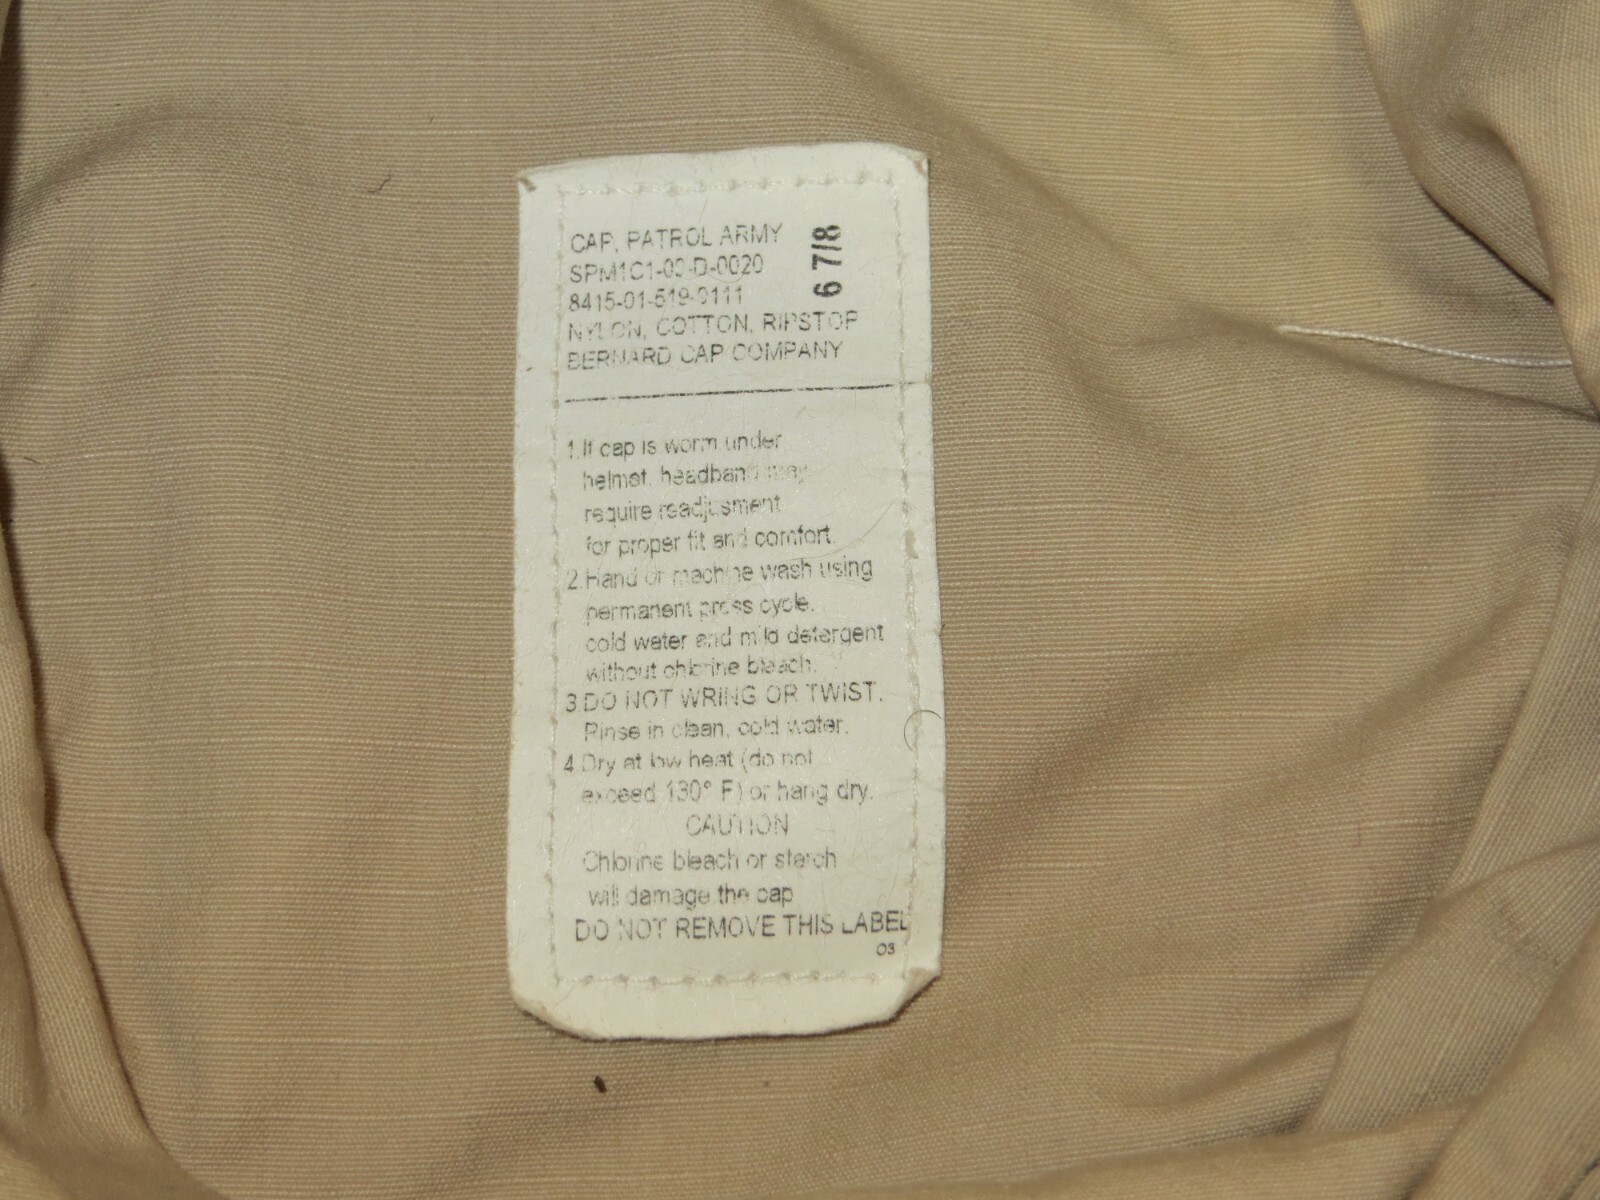 CAP, PATROL ARMY
6 7/8
SPM1C1-09-D-0020
8415-01-519-9111
NYLON, COTTON, RIPSTOP
BERNARD CAP COMPANY
1.If cap is worm under
helmet, headband may
require readjusment
for proper fit and comfort.
2.Hand or machine wash using
permanent press cycle,
cold water and mild detergent
without chlorine bleach.
3.DO NOT WRING OR TWIST.
Rinse in clean, cold water.
4.Dry at low heat (do not
exceed 130° F) or hang dry.
CAUTION
Chlorine bleach or starch
will damage the cap
DO NOT REMOVE THIS LABEL
03